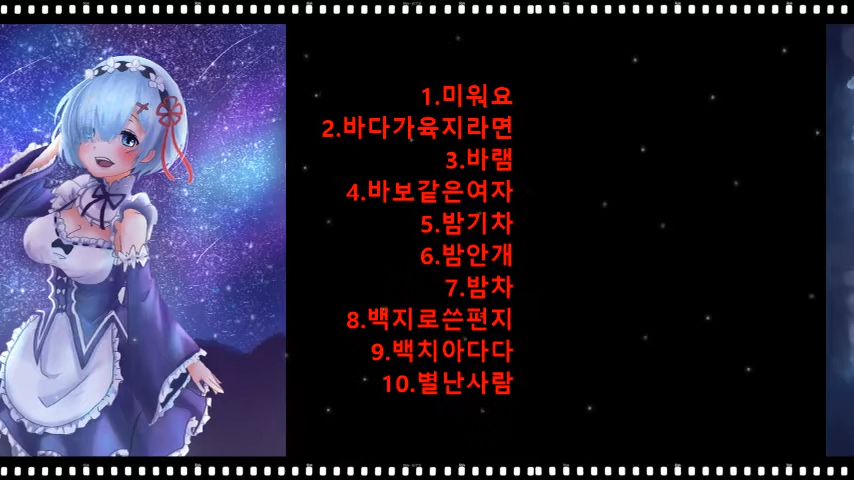 1.미워요
2.바다가육지라면
3.바램
4.바보같은여자
5.밤기차
6.밤안개
7.밤차
8.백지로쓴편지
9.백치아다다
10.별난사람